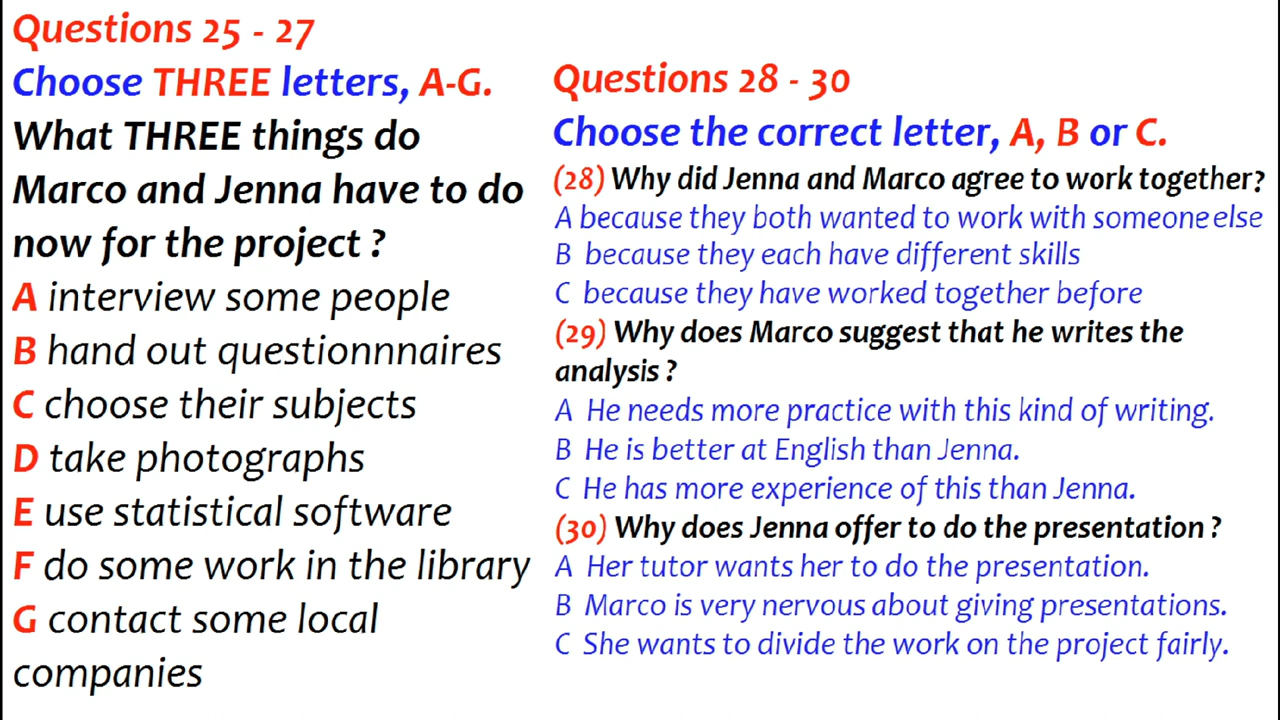 Questions 25 - 27
Choose THREE letters, A-G.
What THREE things do
Marco and Jenna have to do
now for the project ?
A interview some people
B hand out questionnnaires
C choose their subjects
D take photographs
E use statistical software
F do some work in the library
G contact some local
companies
Questions 28 - 30
Choose the correct letter, A, B or C.
(28) Why did Jenna and Marco agree to work together?
A because they both wanted to work with someone else
B because they each have different skills
C because they have worked together before
(29) Why does Marco suggest that he writes the
analysis ?
A He needs more practice with this kind of writing.
B He is better at English than Jenna.
C He has more experience of this than Jenna.
(30) Why does Jenna offer to do the presentation ?
A Her tutor wants her to do the presentation.
B Marco is very nervous about giving presentations.
C She wants to divide the work on the project fairly.